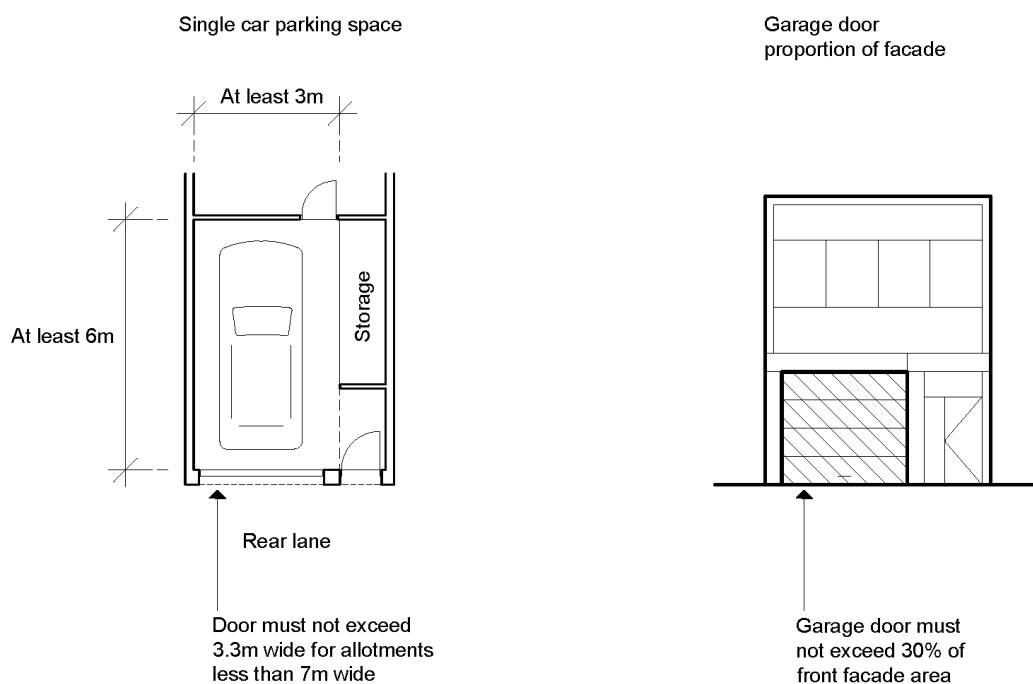 Single car parking space
Garage door
proportion of facade
At least 3m
At least 6m
Storage
Rear lane
Door must not exceed
3.3m wide for allotments
less than 7m wide
Garage door must
not exceed 30% of
front facade area